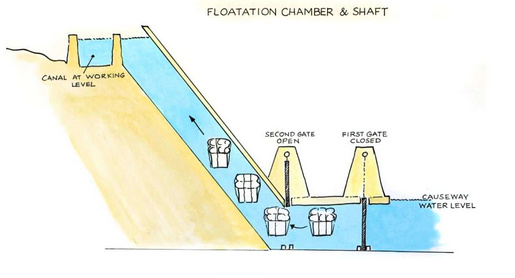 FLOATATION CHAMBER & SHAFT
CANAL AT WORKING
LEVEL
SECOND GATE
OPEN
FIRST GATE
CLOSED
CAUSEWAY
WATER LEVEL